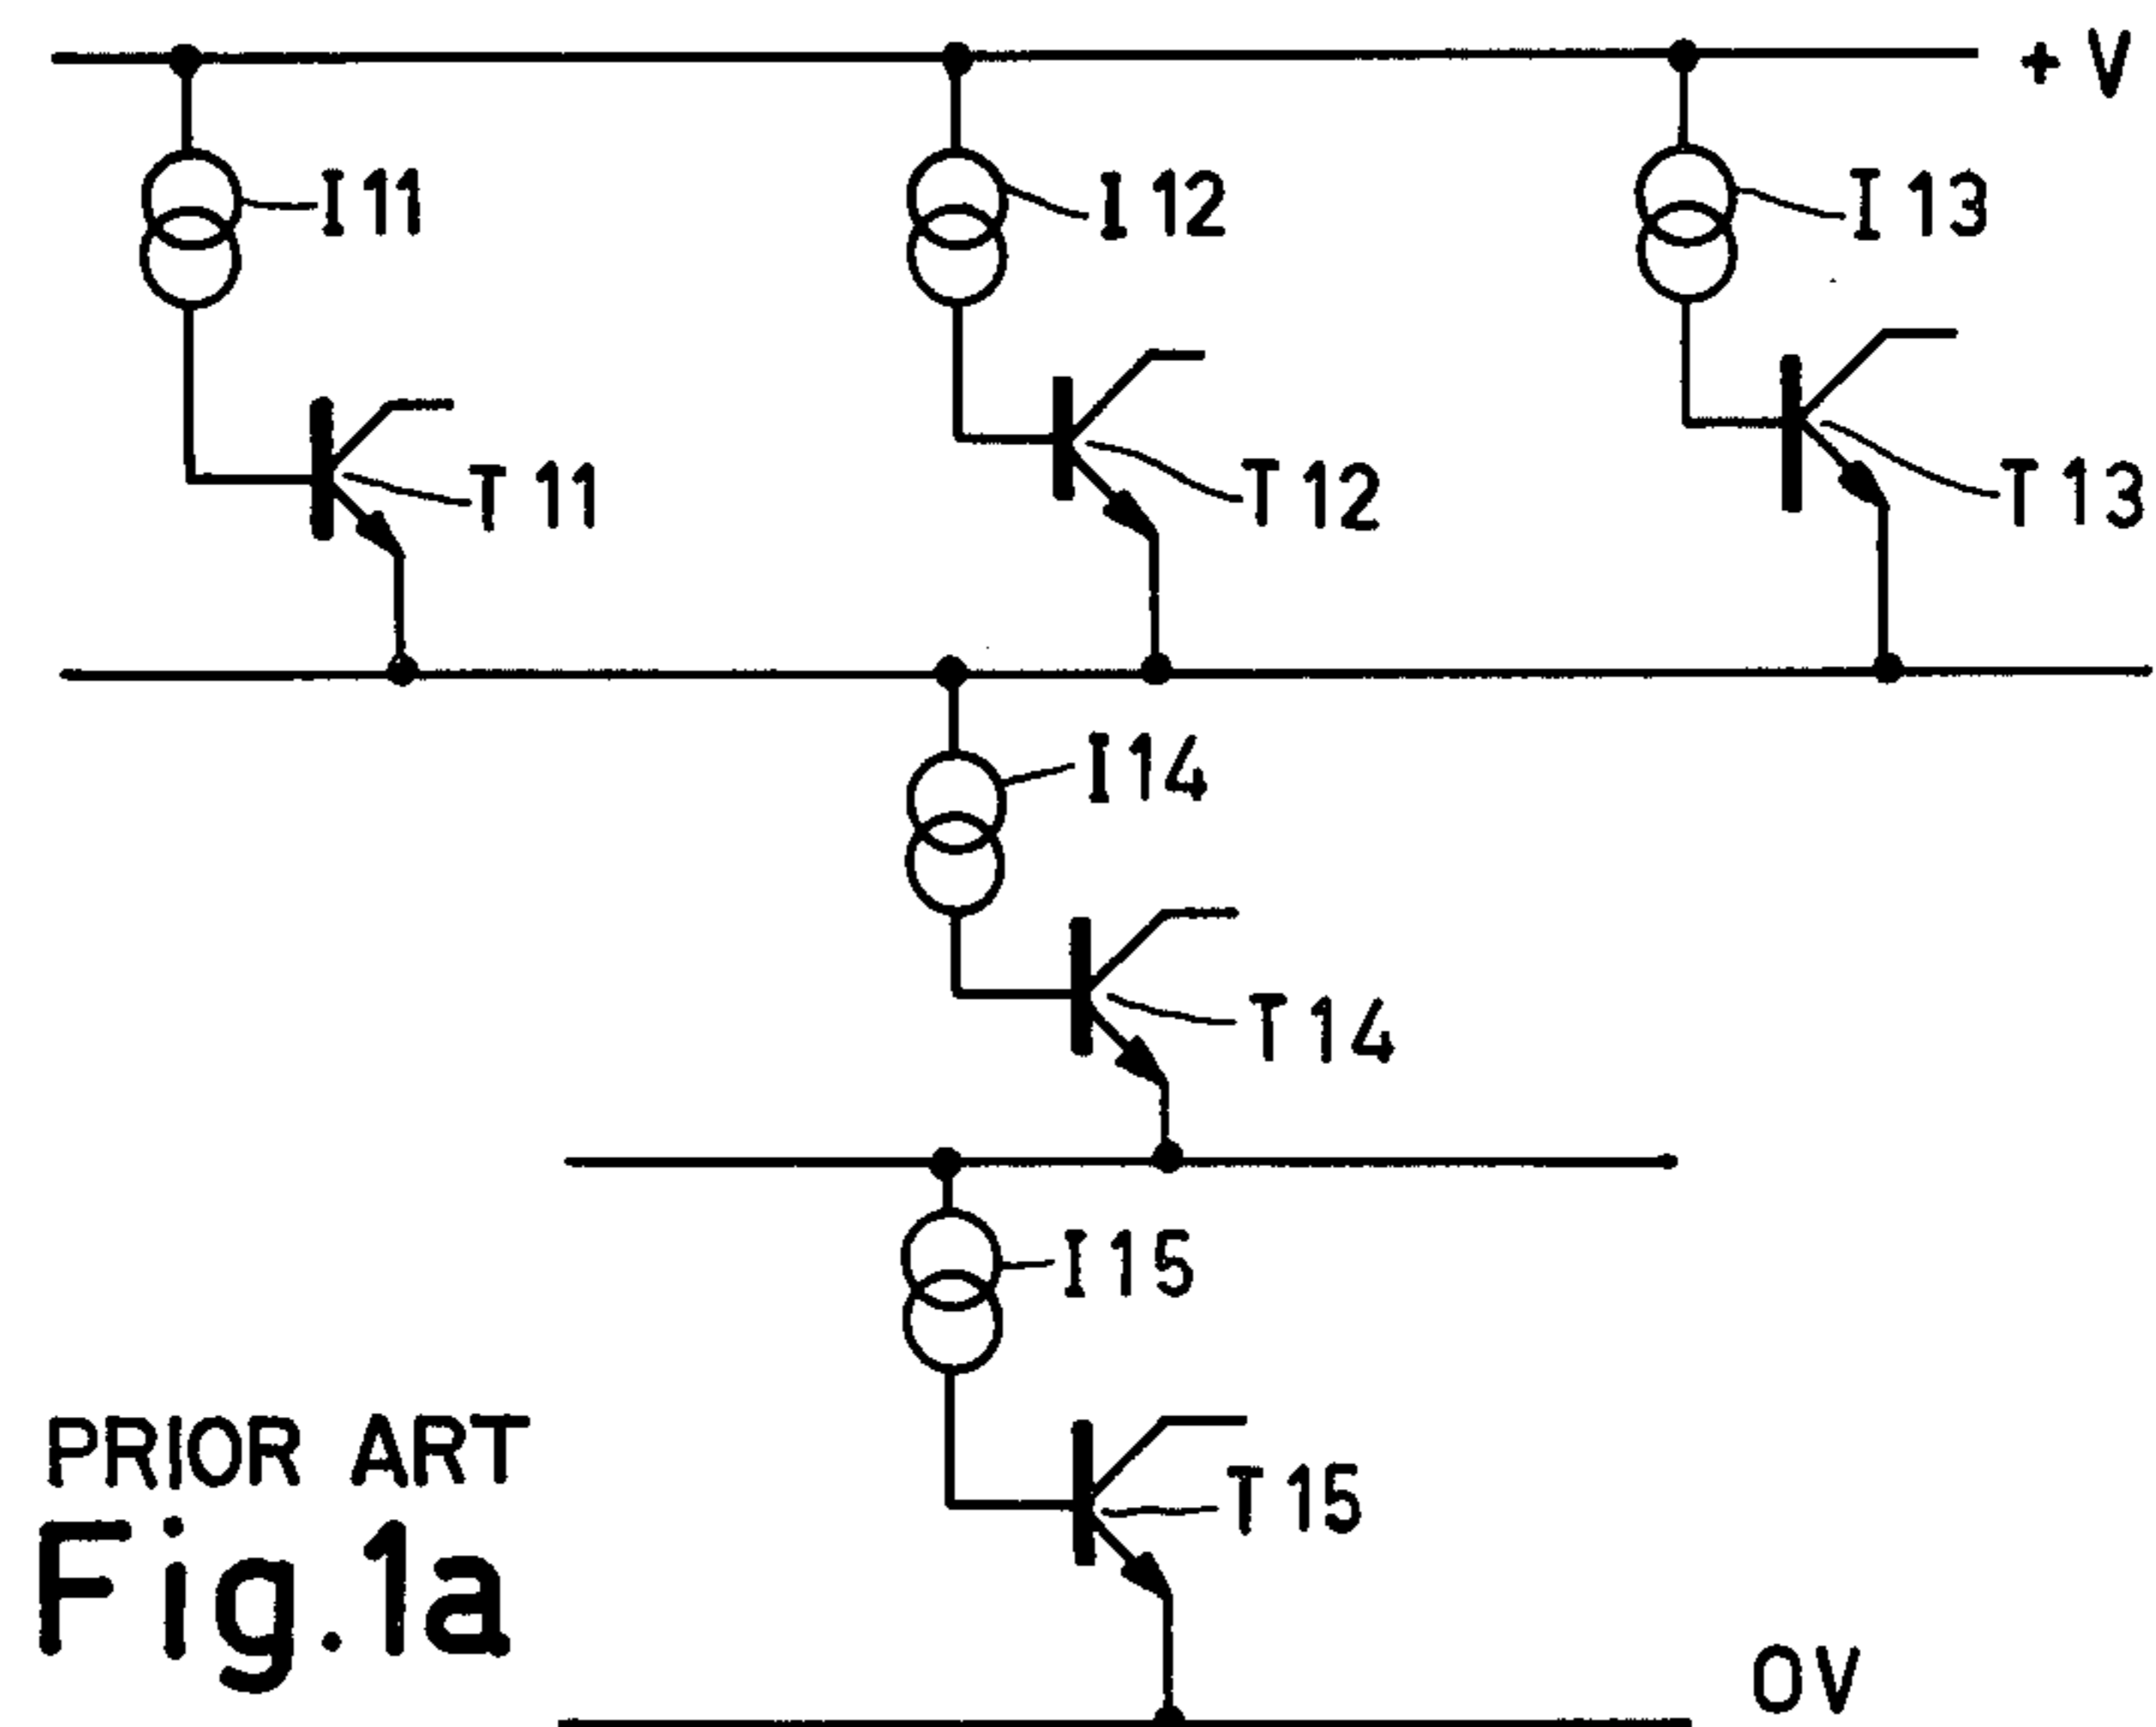 + V
I11
I12
I13
T11
T12
T13
I14
T14
I15
T15
PRIOR ART
Fig.1a
0V